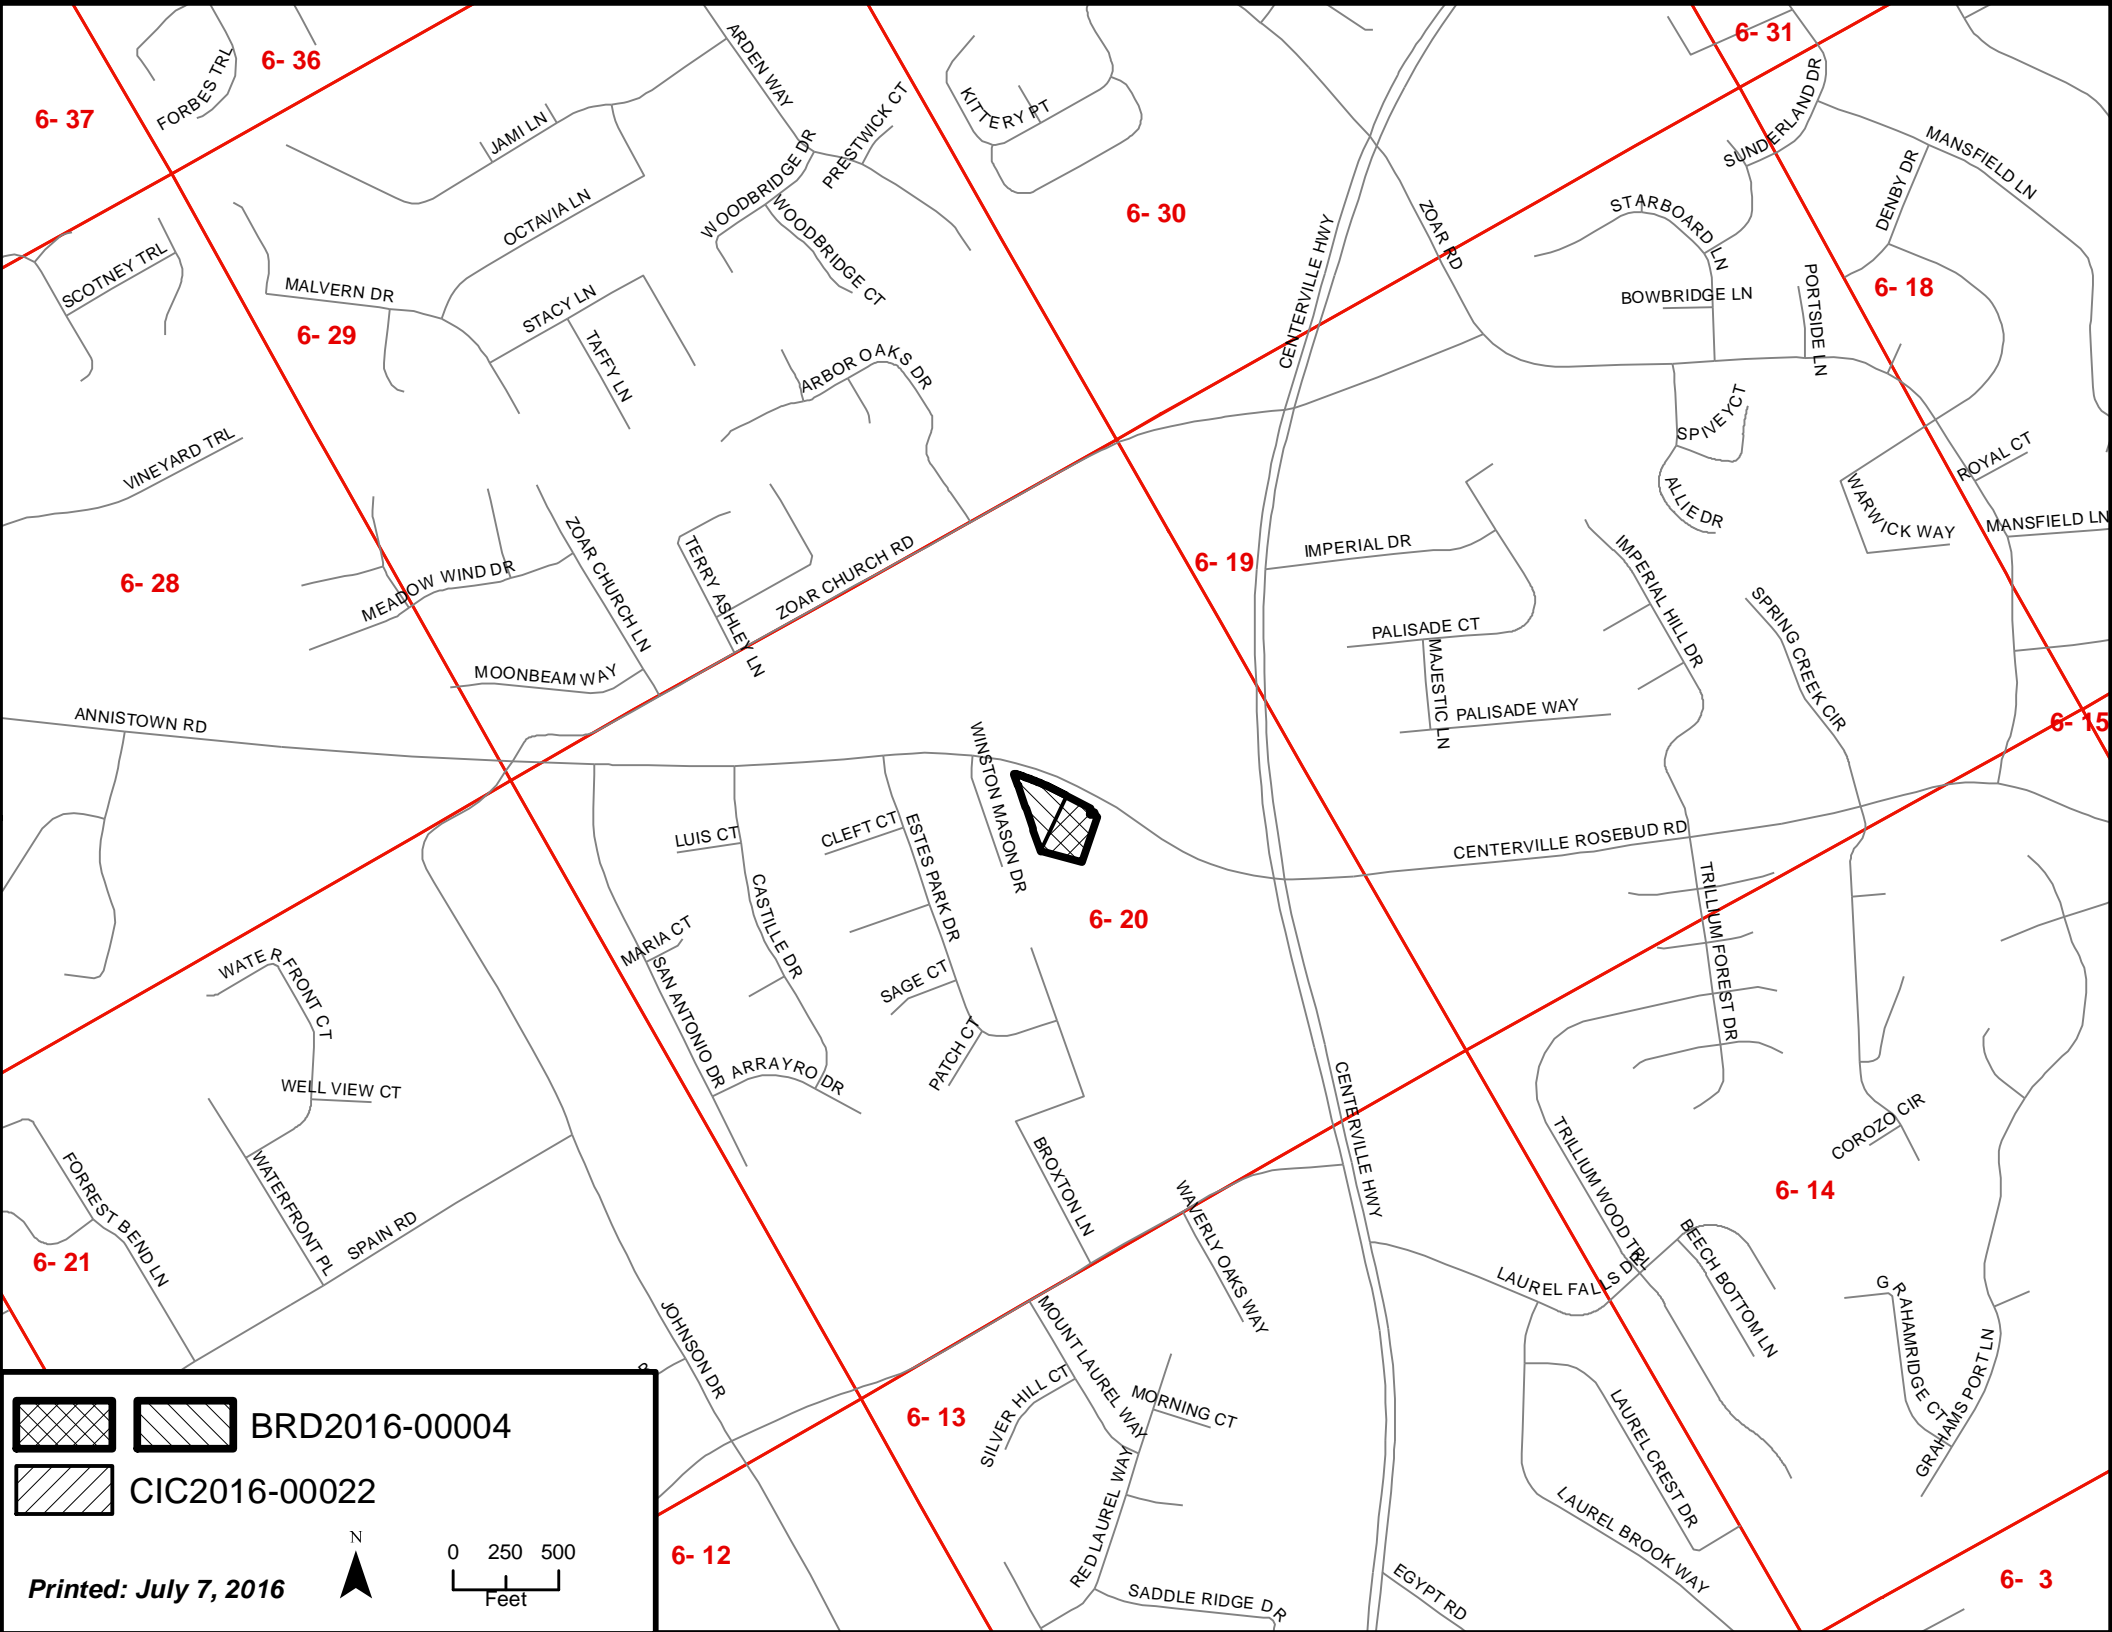 6- 36
6- 37
FORBES TRL
JAMI LN
ARDEN WAY
PRESTWICK CT
KITTERY PT
6- 31
SUNDERLAND DR
MANSFIELD LN
DENBY DR
OCTAVIA LN
WOODBRIDGE DR
WOODBRIDGE CT
6- 30
ZOAR RD
STARBOARD LN
SCOTNEY TRL
MALVERN DR
STACY LN
CENTERVILLE HWY
BOWBRIDGE LN
PORTSIDE LN
6- 18
6- 29
TAFFY LN
ARBOR OAKS DR
SPIVEY CT
VINEYARD TRL
ROYAL CT
ALLIE DR
WARWICK WAY
MANSFIELD LN
ZOAR CHURCH LN
TERRY ASHLEY LN
ZOAR CHURCH RD
6- 19
IMPERIAL DR
IMPERIAL HILL DR
6- 28
MEADOW WIND DR
SPRING CREEK CIR
PALISADE CT
MAJESTIC LN
MOONBEAM WAY
PALISADE WAY
ANNISTOWN RD
6- 15
WINSTON MASON DR
LUIS CT
CLEFT CT
ESTES PARK DR
CENTERVILLE ROSEBUD RD
CASTILLE DR
TRILLIUM FOREST DR
6- 20
MARIA CT
SAN ANTONIO DR
WATERFRONT CT
SAGE CT
PATCH CT
ARRAYRO DR
WELL VIEW CT
CENTERVILLE HWY
COROZO CIR
FORREST BEND LN
WATERFRONT PL
SPAIN RD
BROXTON LN
TRILLIUM WOOD TRL
6- 14
WAVERLY OAKS WAY
BEECH BOTTOM LN
6- 21
LAUREL FALLS DR
GRAHAMRIDGE CT
GRAHAMS PORT LN
JOHNSON DR
MOUNT LAUREL WAY
SILVER HILL CT
MORNING CT
6- 13
LAUREL CREST DR
RED LAUREL WAY
LAUREL BROOK WAY
6- 12
SADDLE RIDGE DR
EGYPT RD
6- 3
BRD2016-00004
CIC2016-00022
N
0 250 500
Feet
Printed: July 7, 2016